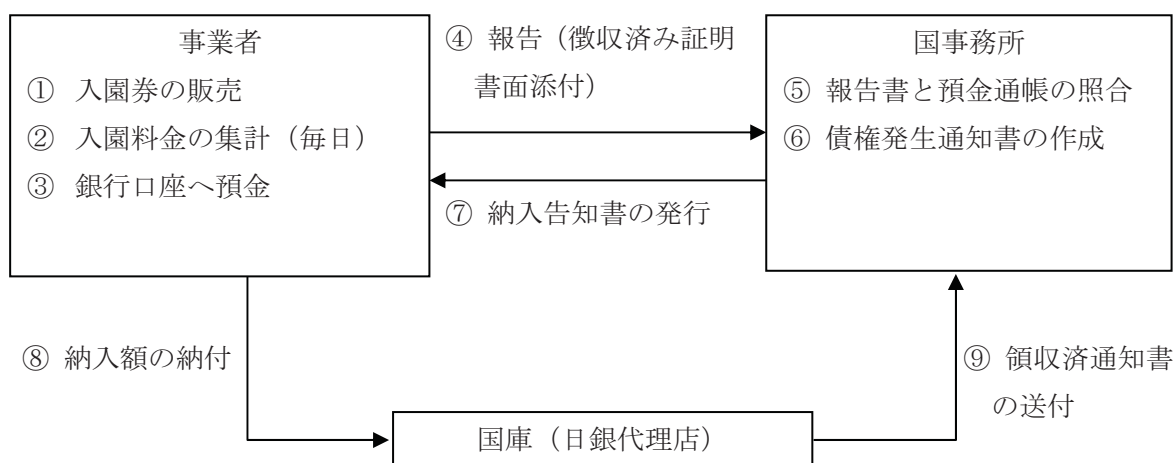 事業者
① 入園券の販売
② 入園料金の集計（毎日）
③ 銀行口座へ預金
④ 報告（徴収済み証明
書面添付）
国事務所
⑤ 報告書と預金通帳の照合
⑥ 債権発生通知書の作成
⑦ 納入告知書の発行
⑧ 納入額の納付
⑨ 領収済通知書
の送付
国庫（日銀代理店）